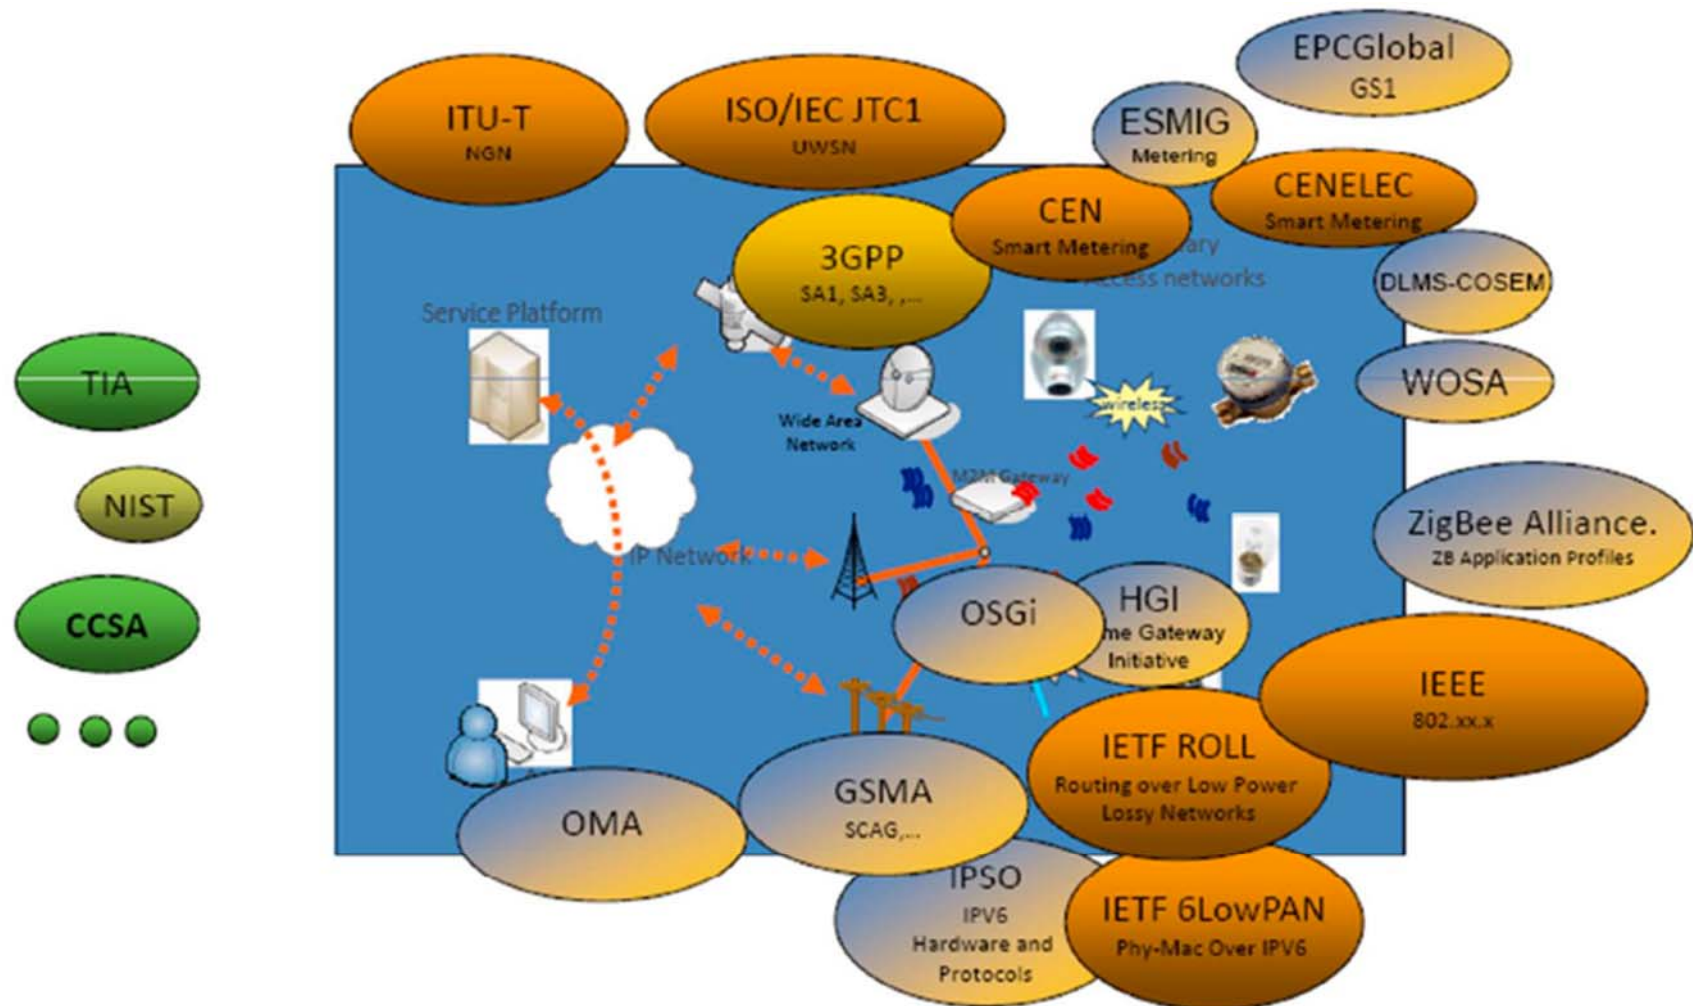 EPCGlobal
GS1
ITU-T
NGN
ISO/IEC JTC1
UWSN
ESMIG
Metering
CENELEC
Smart Metering
CEN
Smart Metering
3GPP
SA1, SA3, ,...
access networks
DLMS-COSEM
Service Platform
TIA
WOSA
wireless
Wide Area
Network
M2M Gateway
NIST
ZigBee Alliance.
ZB Application Profiles
IP Network
CCSA
OSGi
HGI
me Gateway
Initiative
IEEE
802.xx.x
IETF ROLL
Routing over Low Power
Lossy Networks
GSMA
SCAG,...
OMA
IPSO
IPV6
Hardware and
Protocols
IETF 6LowPAN
Phy-Mac Over IPV6